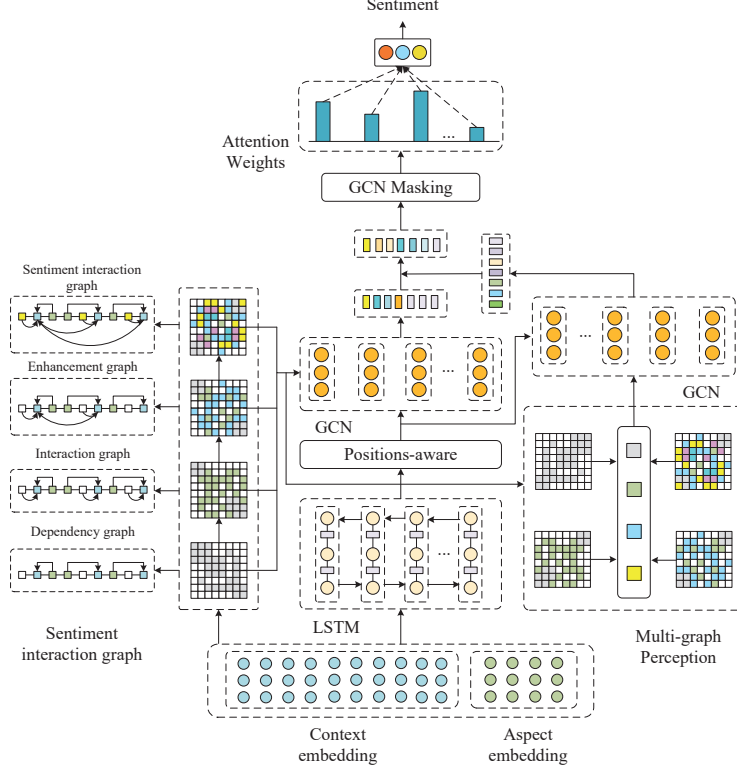 Sentiment
Attention
Weights
...
GCN Masking
Sentiment interaction
graph
Enhancement graph
Interaction graph
Dependency graph
Sentiment
interaction graph
...
GCN
...
GCN
Positions-aware
...
LSTM
Multi-graph
Perception
Context
embedding
Aspect
embedding